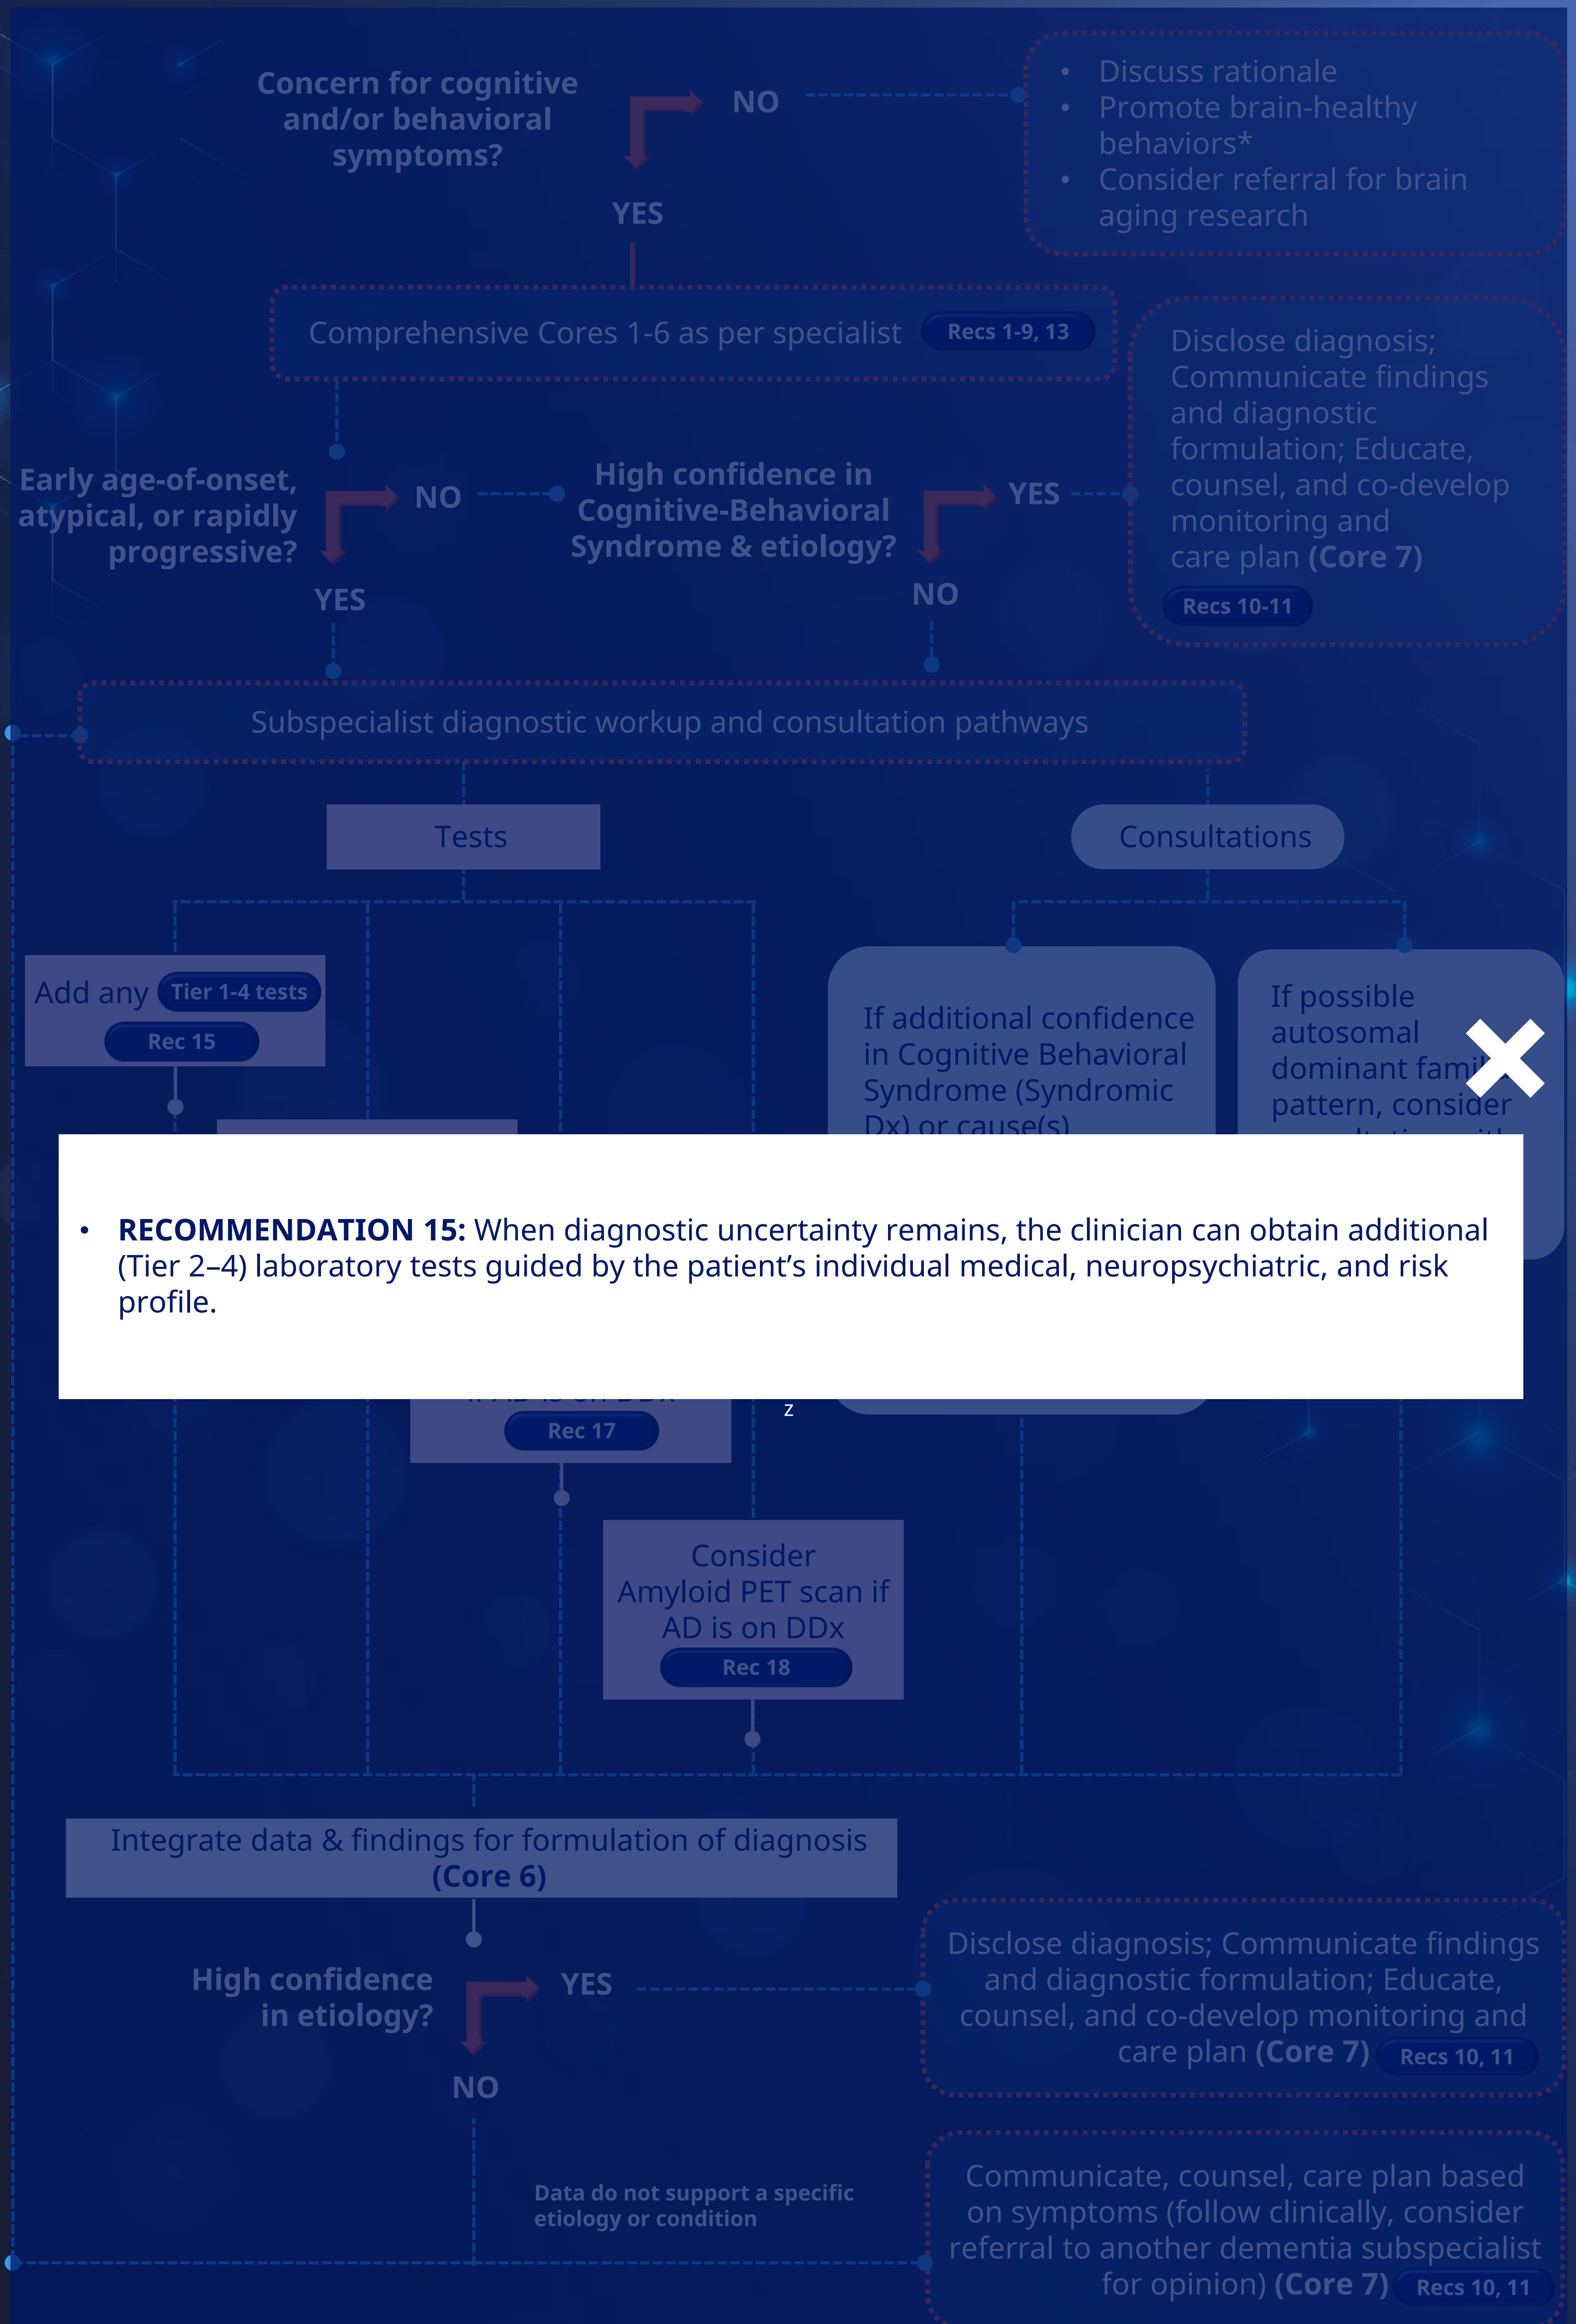 Concern for cognitive
and/or behavioral
symptoms?
NO
YES
• Discuss rationale
• Promote brain-healthy
behaviors*
• Consider referral for brain
aging research
Comprehensive Cores 1-6 as per specialist
Recs 1-9, 13
Disclose diagnosis;
Communicate findings
and diagnostic
formulation; Educate,
counsel, and co-develop
monitoring and
care plan (Core 7)
Recs 10-11
Early age-of-onset,
atypical, or rapidly
progressive?
NO
YES
High confidence in
Cognitive-Behavioral
Syndrome & etiology?
YES
NO
Subspecialist diagnostic workup and consultation pathways
Tests
Consultations
Add any Tier 1-4 tests
Rec 15
If additional confidence
in Cognitive Behavioral
Syndrome (Syndromic
Dx) or cause(s)
If possible
autosomal
dominant
pattern, consider
• RECOMMENDATION 15: When diagnostic uncertainty remains, the clinician can obtain additional
(Tier 2–4) laboratory tests guided by the patient’s individual medical, neuropsychiatric, and risk
profile.
z
Rec 17
Consider
Amyloid PET scan if
AD is on DDx
Rec 18
Integrate data & findings for formulation of diagnosis
(Core 6)
High confidence
in etiology?
YES
NO
Disclose diagnosis; Communicate findings
and diagnostic formulation; Educate,
counsel, and co-develop monitoring and
care plan (Core 7) Recs 10, 11
Data do not support a specific
etiology or condition
Communicate, counsel, care plan based
on symptoms (follow clinically, consider
referral to another dementia subspecialist
for opinion) (Core 7) Recs 10, 11